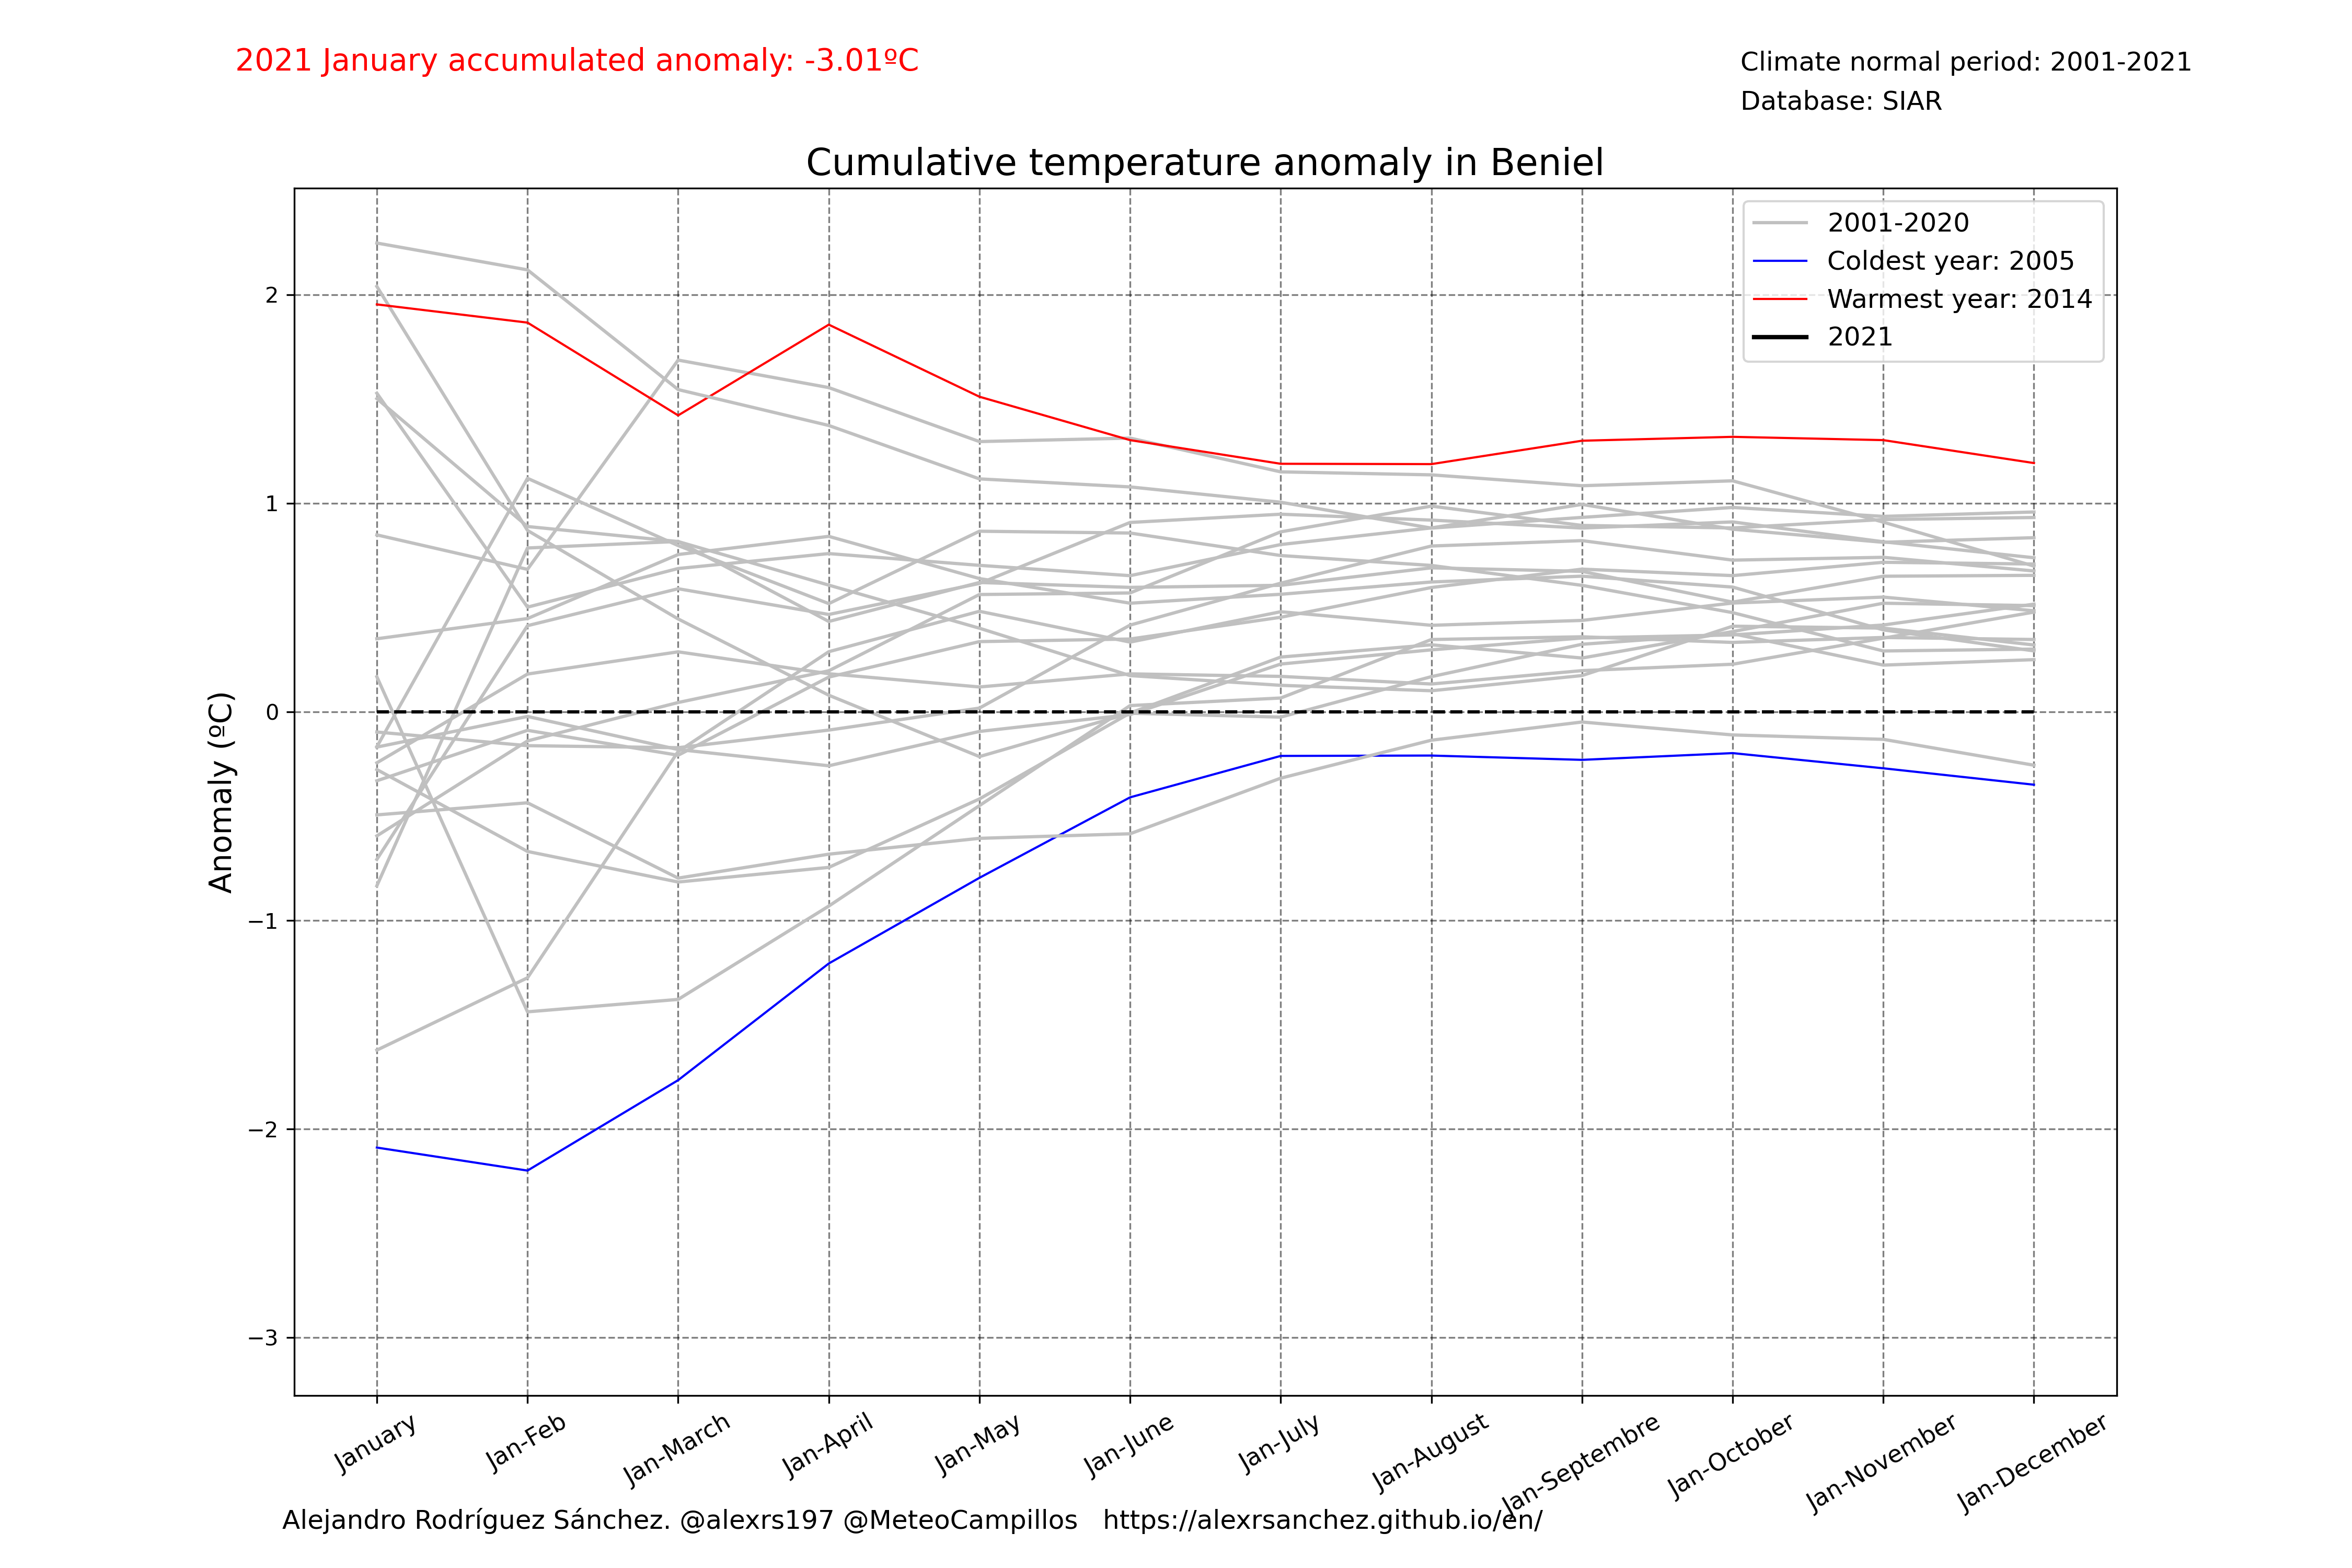 2021 January accumulated anomaly: -3.01ºC
Climate normal period: 2001-2021
Database: SIAR
Cumulative temperature anomaly in Beniel
2001-2020
Coldest year: 2005
Warmest year: 2014
2021
Anomaly (ºC)
2
1
0
−1
−2
−3
January
Jan-Feb
Jan-March
Jan-April
Jan-May
Jan-June
Jan-July
Jan-August
Jan-Septembre
Jan-October
Jan-November
Jan-December
Alejandro Rodríguez Sánchez. @alexrs197 @MeteoCampillos   https://alexrsanchez.github.io/en/